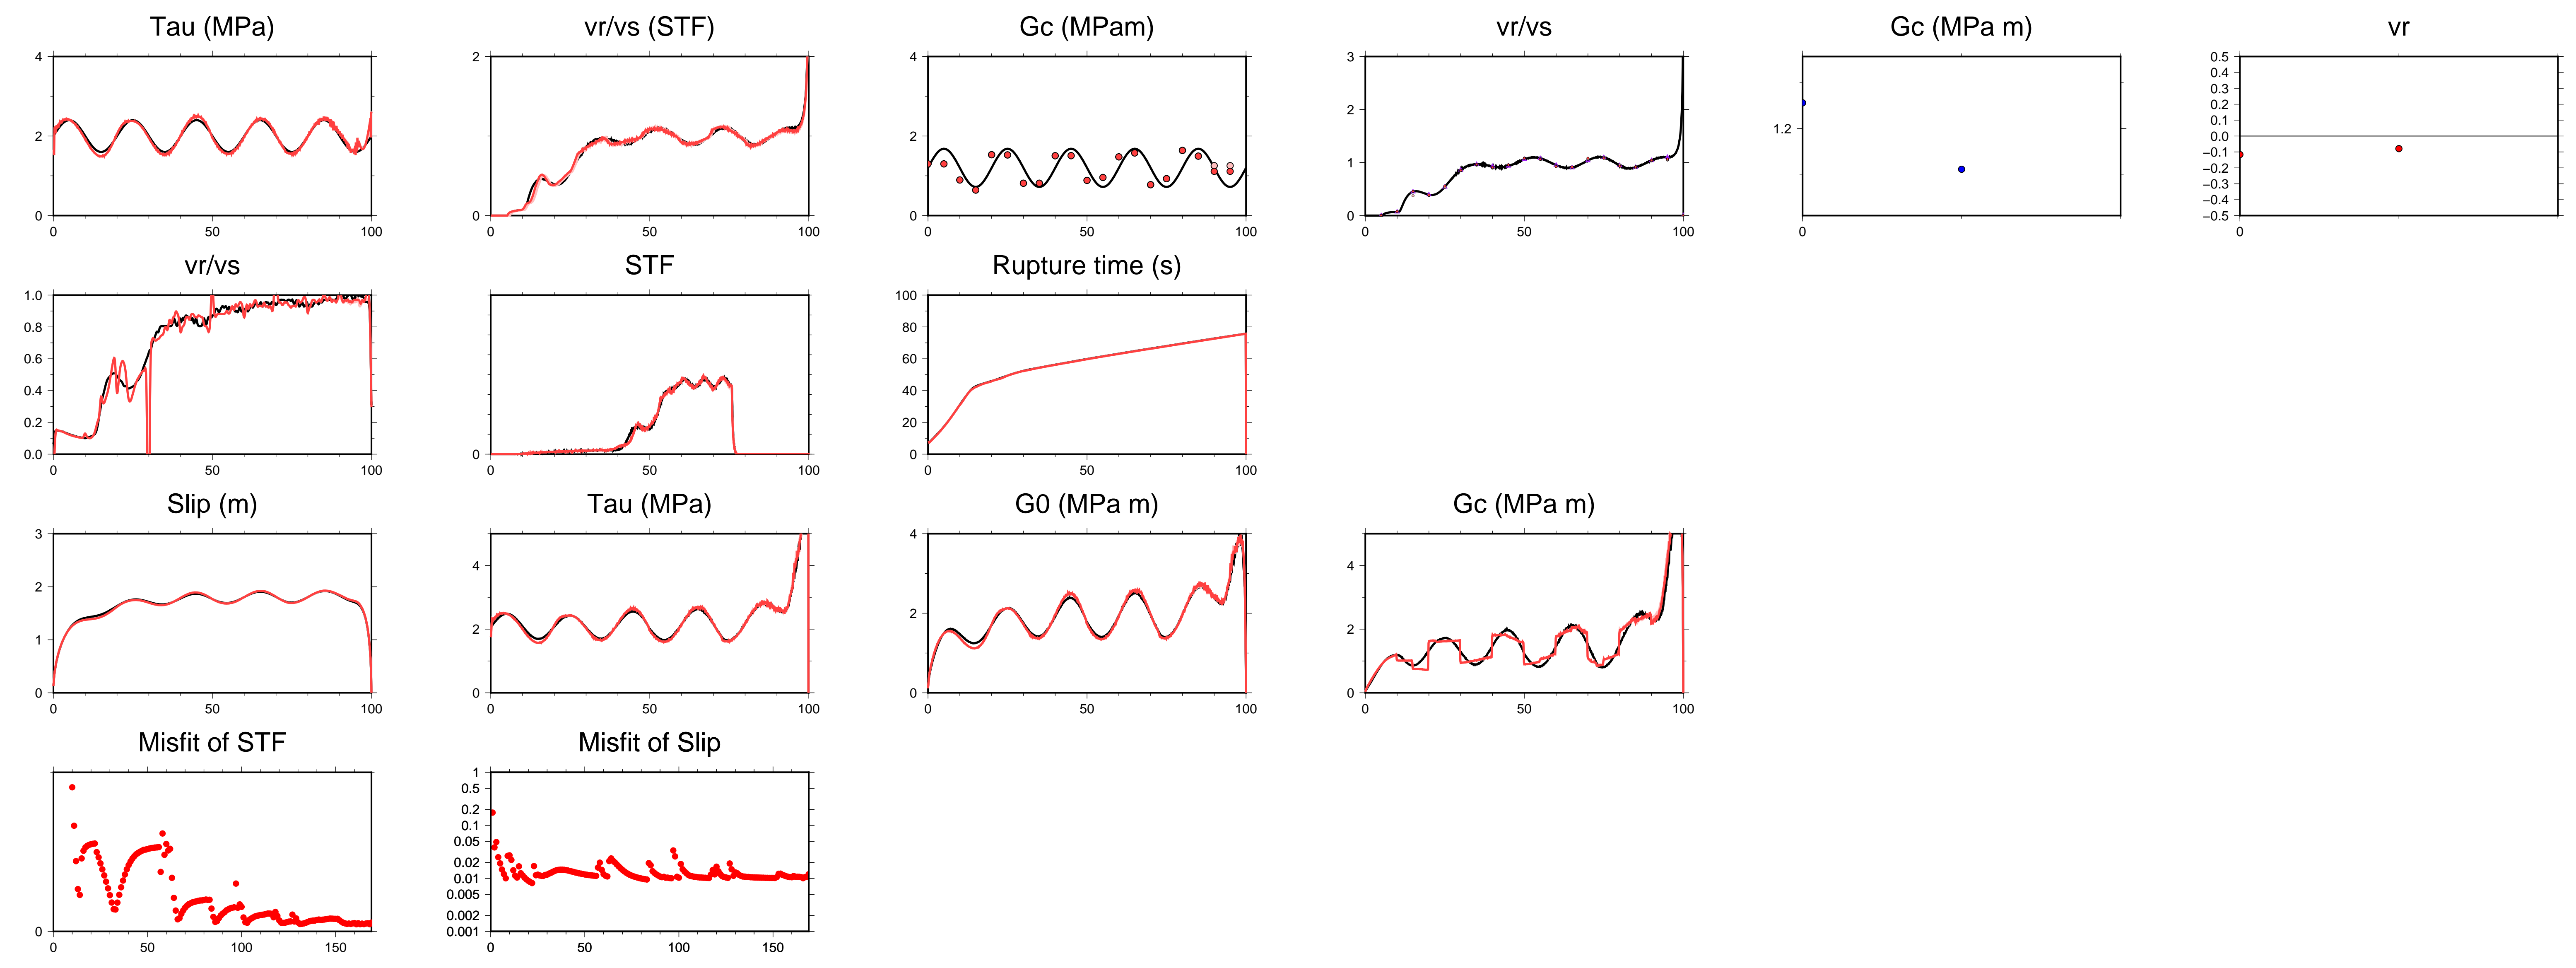 Tau (MPa) vr/vs (STF) Gc (MPam) vr/vs Gc (MPa m) vr
4 2 4 3 0.5
0.4
0.3
2 0.2
1.2 0.1
2 2 0.0
−0.1
1 −0.2
−0.3
−0.4
0 0 0 0 −0.5
0 50 100 0 50 100 0 50 100 0 0
vr/vs STF Rupture time (s)
1.0 100
0.8 80
0.6 60
0.4 40
0.2 20
0.0 0 0
0 50 100 0 50 100 0 50 100
Slip (m) Tau (MPa) G0 (MPa m) Gc (MPa m)
3 4
4 4
2
2 2 2
1
0 0 0 0
0 50 100 0 50 100 0 50 100 0 50 100
Misfit of STF Misfit of Slip
1
0.5
0.2
0.1
0.05
0.02
0.01
0.005
0.002
0 0.001
0 50 100 150 0 50 100 150